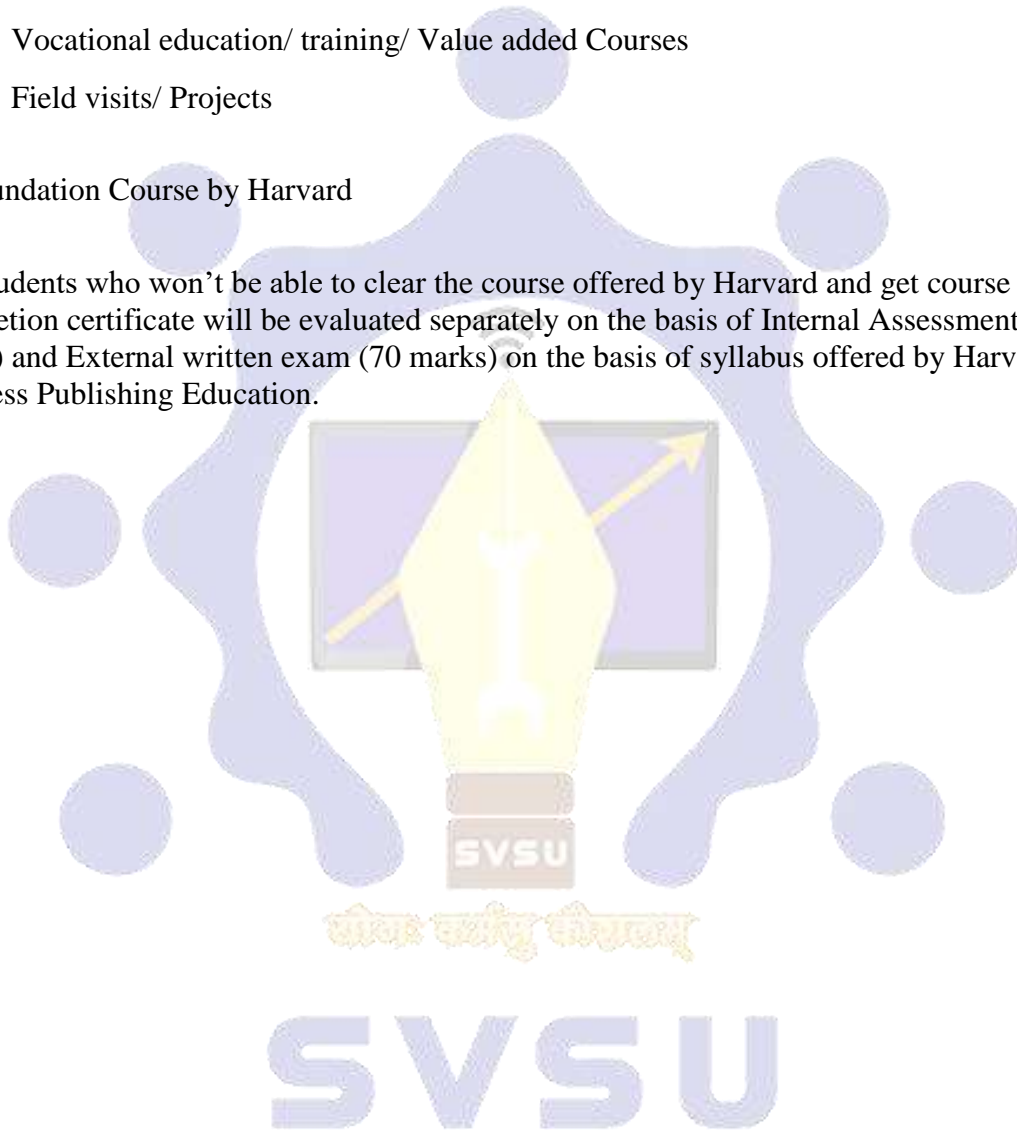 Vocational education/ training/ Value added Courses
Field visits/ Projects
undation Course by Harvard
udents who won’t be able to clear the course offered by Harvard and get course
etion certificate will be evaluated separately on the basis of Internal Assessment
) and External written exam (70 marks) on the basis of syllabus offered by Harv
ess Publishing Education.
SVSU
योगः कर्मसु कौशलम्
SVSU